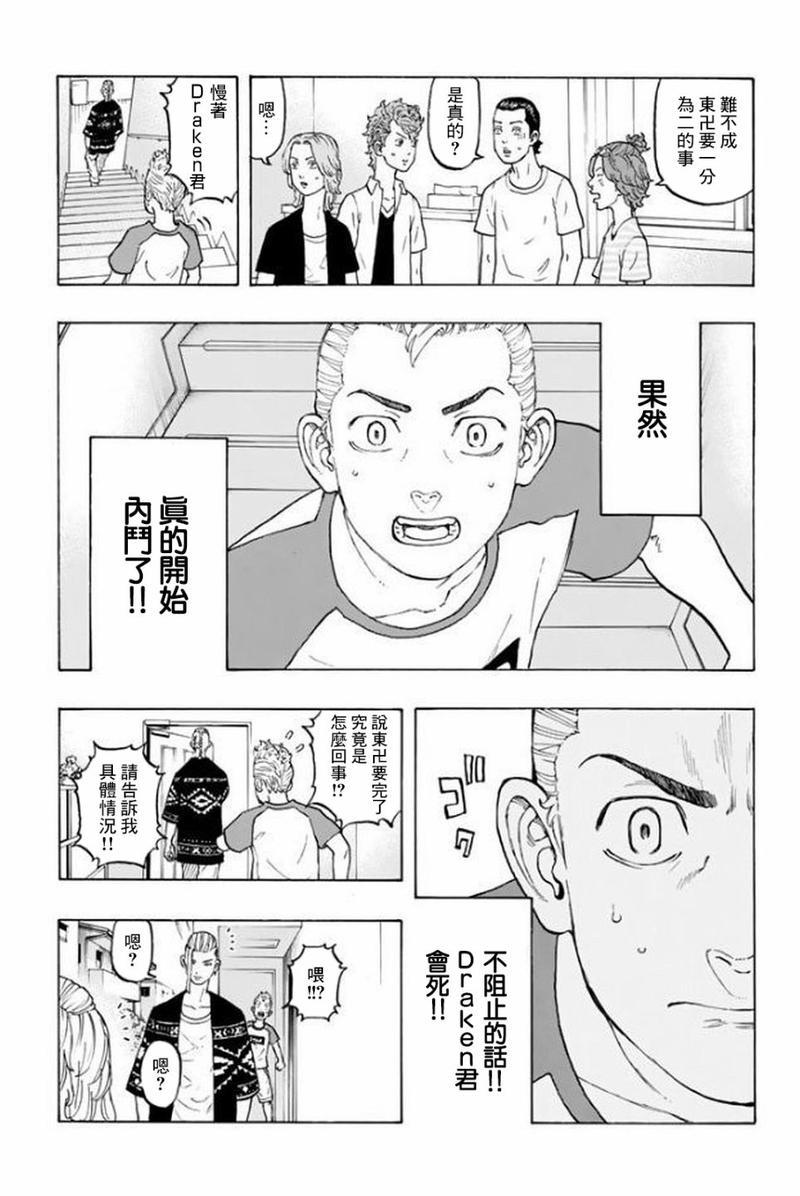 難不成
東卍要一分
為二的事
是真的?
嗯…
慢著
Draken君
果然
真的開始
內鬥了!!
ゴクッ
說東卍要完了
究竟是
怎麼回事!?
請告訴我
具體情況!!
不阻止的話!!
Draken君
會死!!
喂!!?
嗯?
嗯?